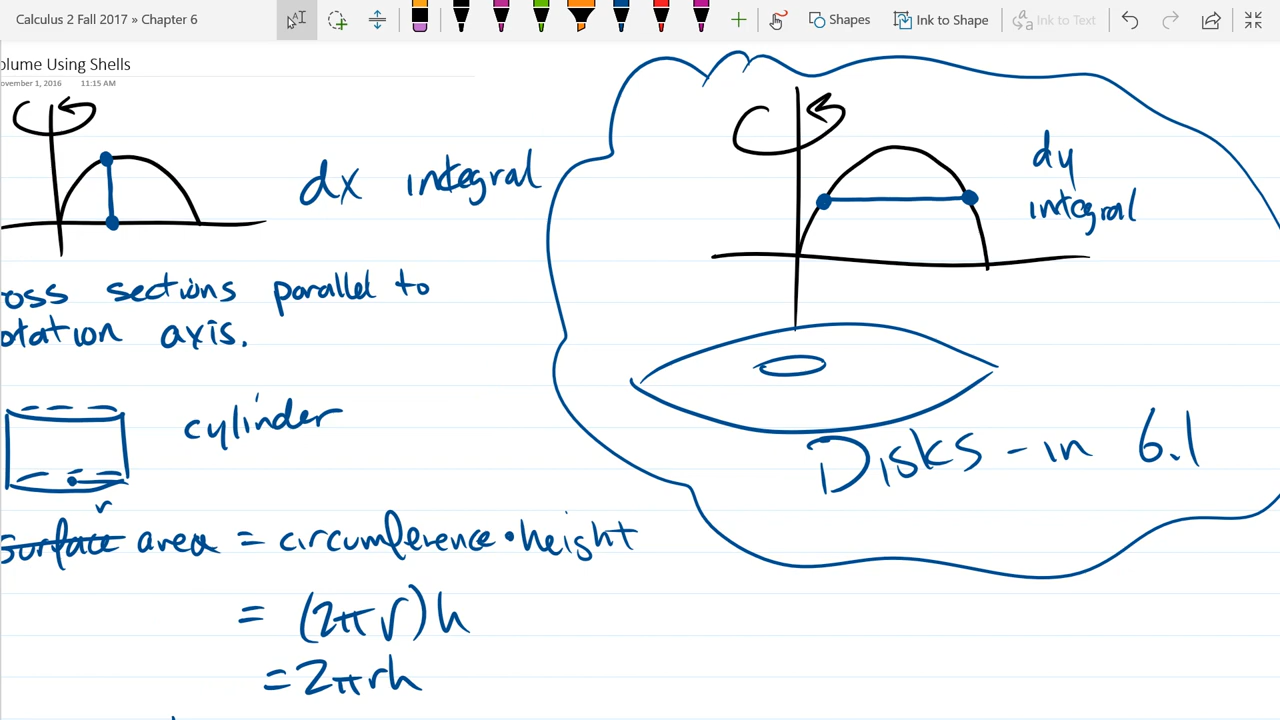 Calculus 2 Fall 2017 » Chapter 6
Shapes
Ink to Shape
Ink to Text
olume Using Shells
ovember 1, 2016 11:15 AM
dx integral
oss sections parallel to
otation axis.
cylinder
r
surface area = circumference • height
= (2πr)h
= 2πrh
dy
integral
Disks - in 6.1